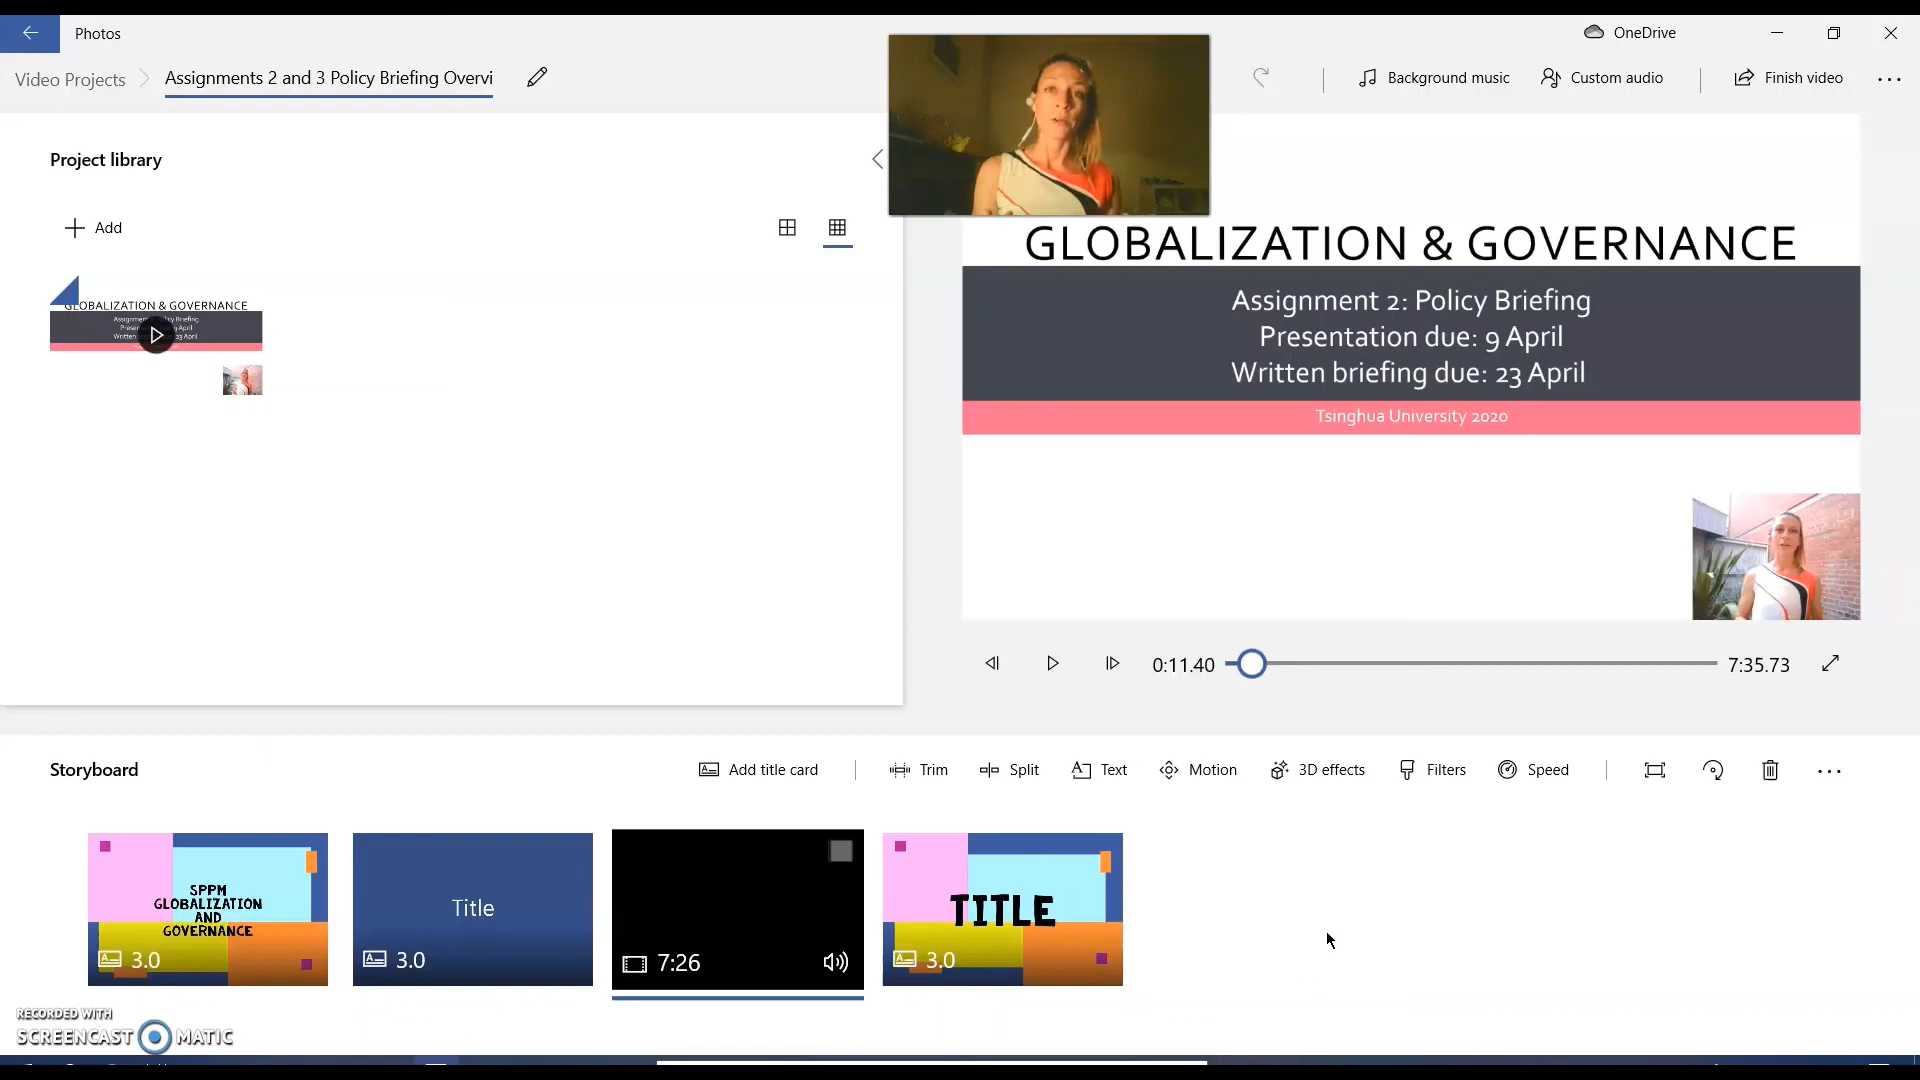 Photos
OneDrive
Video Projects
Assignments 2 and 3 Policy Briefing Overvi
Background music
Custom audio
Finish video
Project library
Add
GLOBALIZATION & GOVERNANCE
GLOBALIZATION & GOVERNANCE
Assignment 2: Policy Briefing
Presentation due: 9 April
Written briefing due: 23 April
Tsinghua University 2020
0:11.40
7:35.73
Storyboard
Add title card
Trim
Split
Text
Motion
3D effects
Filters
Speed
SPPM
GLOBALIZATION
AND
GOVERNANCE
3.0
Title
3.0
7:26
TITLE
3.0
RECORDED WITH
SCREENCAST MATIC